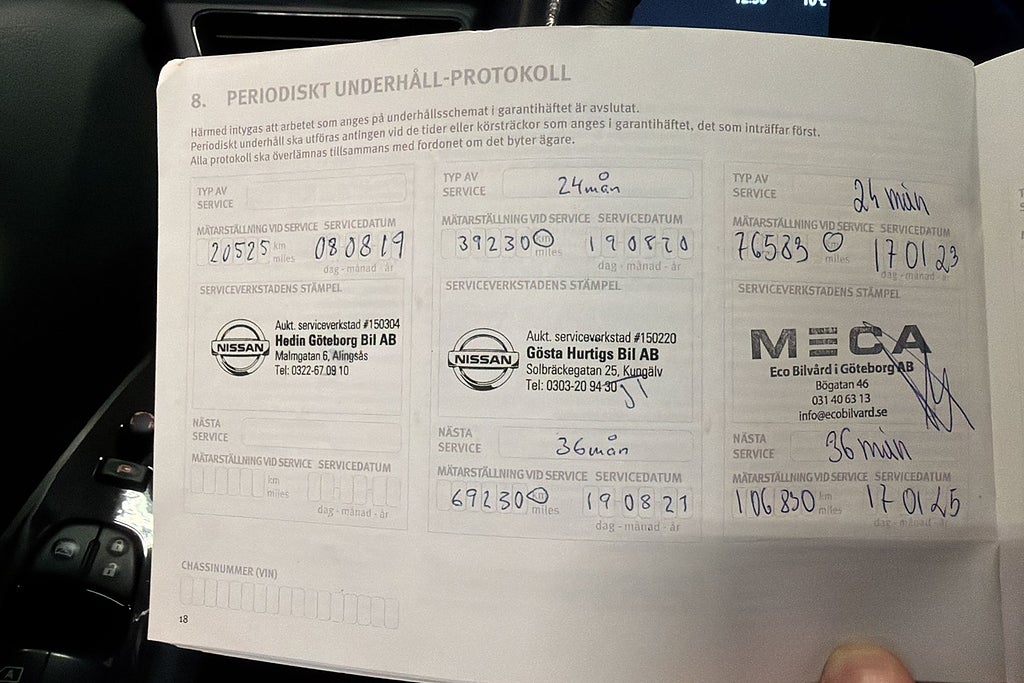 8. PERIODISKT UNDERHÅLL-PROTOKOLL
Härmed intygas att arbetet som anges på underhållsschemat i garantihäftet är avslutat.
Periodiskt underhåll ska utföras antingen vid de tider eller körsträckor som anges i garantihäftet, det som inträffar först.
Alla protokoll ska överlämnas tillsammans med fordonet om det byter ägare.
TYP AV
SERVICE
MÄTARSTÄLLNING VID SERVICE SERVICEDATUM
20525 km
miles
080819
dag - månad - år
SERVICEVERKSTADENS STÄMPEL
NISSAN
Aukt. serviceverkstad #150304
Hedin Göteborg Bil AB
Malmgatan 6, Alingsås
Tel: 0322-67 09 10
NÄSTA
SERVICE
MÄTARSTÄLLNING VID SERVICE SERVICEDATUM
km
miles
dag - månad - år
CHASSINUMMER (VIN)
18
TYP AV
SERVICE
24mån
MÄTARSTÄLLNING VID SERVICE SERVICEDATUM
39230 km
miles
190820
dag - månad - år
SERVICEVERKSTADENS STÄMPEL
NISSAN
Aukt. serviceverkstad #150220
Gösta Hurtigs Bil AB
Solbräckegatan 25, Kungälv
Tel: 0303-20 94 30
NÄSTA
SERVICE
36mån
MÄTARSTÄLLNING VID SERVICE SERVICEDATUM
69230 km
miles
190821
dag - månad - år
TYP AV
SERVICE
24 mån
MÄTARSTÄLLNING VID SERVICE SERVICEDATUM
76583
miles
170123
dag - månad - år
SERVICEVERKSTADENS STÄMPEL
MECA
Eco Bilvård i Göteborg AB
Bögatan 46
031 40 63 13
info@ecobilvard.se
NÄSTA
SERVICE
36 mån
MÄTARSTÄLLNING VID SERVICE SERVICEDATUM
106830 km
miles
170125
dag - månad - år